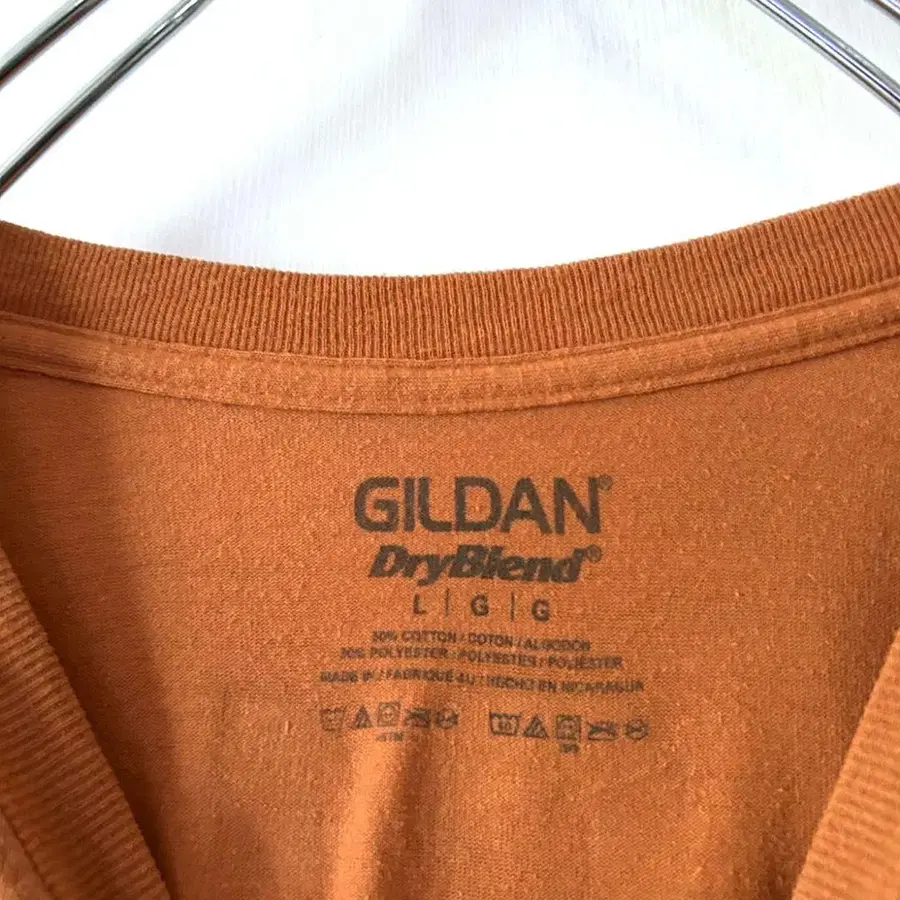 GILDAN®
DryBlend®
L | G | G
50% COTTON / COTON / ALGODÓN
50% POLYESTER / POLYESTER / POLIÉSTER
MADE IN / FABRIQUÉ AU / HECHO EN NICARAGUA